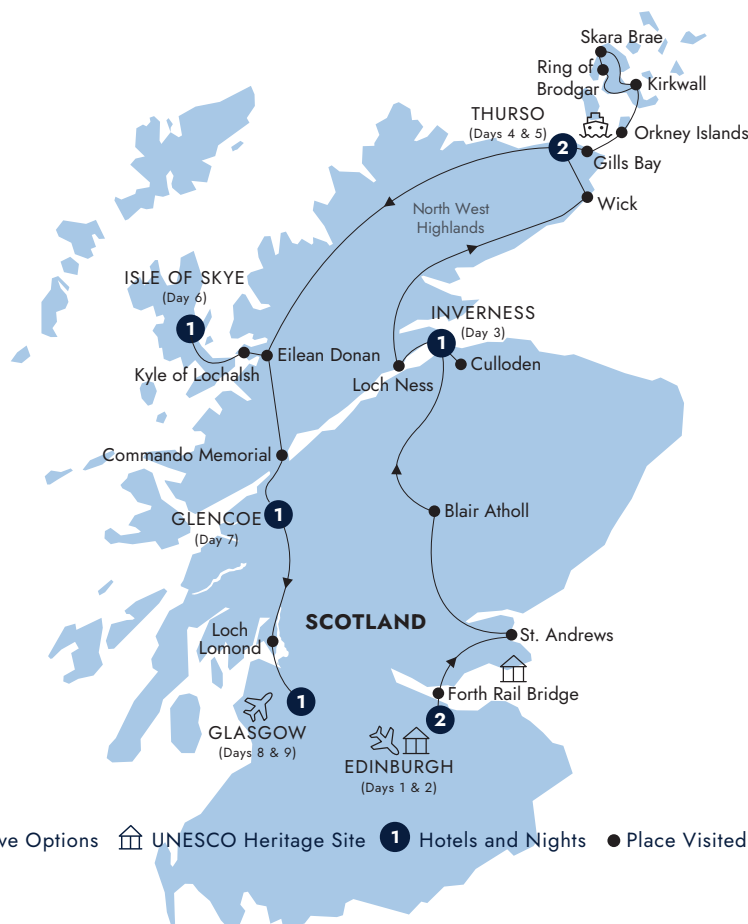 Skara Brae
Ring of
Brodgar
Kirkwall
THURSO
(Days 4 & 5)
2
Orkney Islands
Gills Bay
Wick
North West
Highlands
ISLE OF SKYE
(Day 6)
1
INVERNESS
(Day 3)
1
Eilean Donan
Kyle of Lochalsh
Culloden
Loch Ness
Commando Memorial
GLENCOE
1
(Day 7)
Blair Atholl
SCOTLAND
Loch
Lomond
St. Andrews
Forth Rail Bridge
1
2
GLASGOW
(Days 8 & 9)
EDINBURGH
(Days 1 & 2)
ve Options UNESCO Heritage Site 1 Hotels and Nights Place Visited